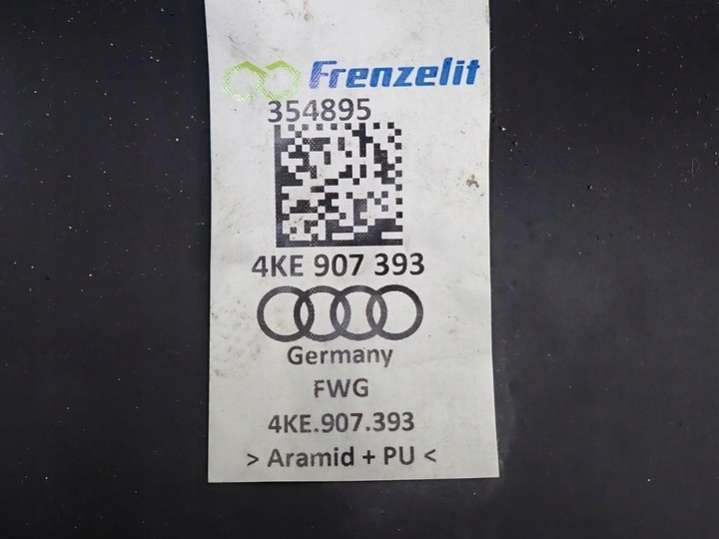 Frenzelit
354895
4KE 907 393
Germany
FWG
4KE.907.393
> Aramid + PU <